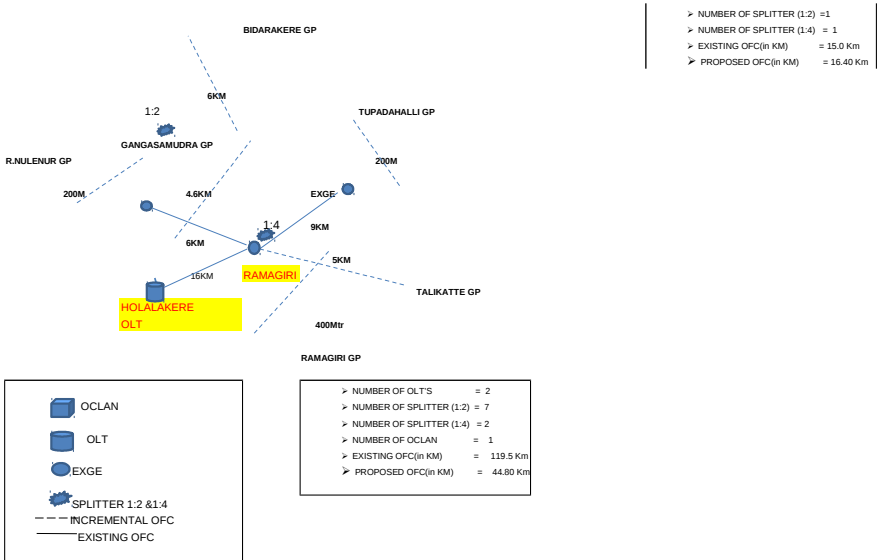 BIDARAKERE GP
➢ NUMBER OF SPLITTER (1:2) =1
➢ NUMBER OF SPLITTER (1:4) = 1
➢ EXISTING OFC(in KM) = 15.0 Km
➢ PROPOSED OFC(in KM) = 16.40 Km
6KM
1:2
TUPADAHALLI GP
GANGASAMUDRA GP
R.NULENUR GP
200M
200M
4.6KM
EXGE
1:4
9KM
6KM
5KM
16KM
RAMAGIRI
TALIKATTE GP
HOLALAKERE
OLT
400Mtr
RAMAGIRI GP
OCLAN
OLT
EXGE
SPLITTER 1:2 &1:4
INCREMENTAL OFC
EXISTING OFC
➢ NUMBER OF OLT'S = 2
➢ NUMBER OF SPLITTER (1:2) = 7
➢ NUMBER OF SPLITTER (1:4) = 2
➢ NUMBER OF OCLAN = 1
➢ EXISTING OFC(in KM) = 119.5 Km
➢ PROPOSED OFC(in KM) = 44.80 Km